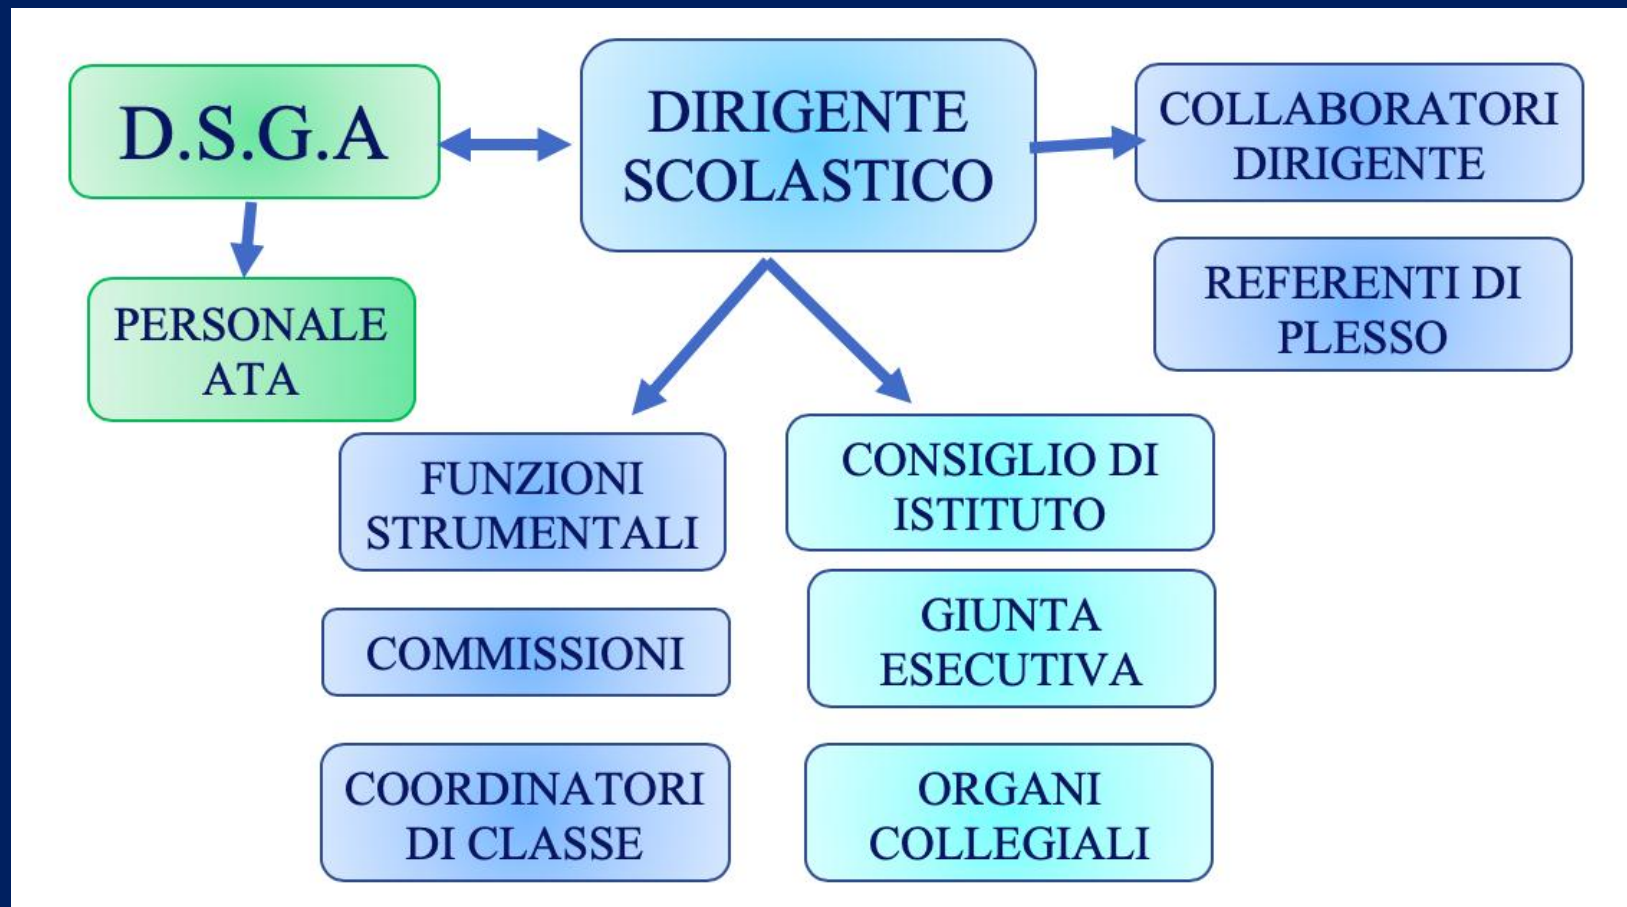 D.S.G.A
DIRIGENTE
SCOLASTICO
COLLABORATORI
DIRIGENTE
REFERENTI DI
PLESSO
PERSONALE
ATA
FUNZIONI
STRUMENTALI
COMMISSIONI
COORDINATORI
DI CLASSE
CONSIGLIO DI
ISTITUTO
GIUNTA
ESECUTIVA
ORGANI
COLLEGIALI